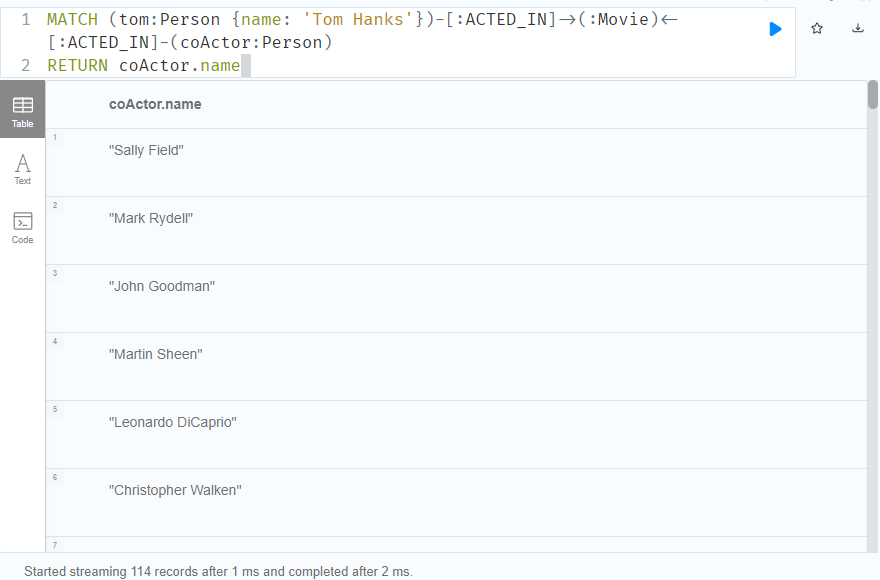 1 MATCH (tom:Person {name: 'Tom Hanks'})-[:ACTED_IN]->(:Movie)<-
[:ACTED_IN]-(coActor:Person)
2 RETURN coActor.name
Table
Text
Code
coActor.name
1
"Sally Field"
2
"Mark Rydell"
3
"John Goodman"
4
"Martin Sheen"
5
"Leonardo DiCaprio"
6
"Christopher Walken"
7
Started streaming 114 records after 1 ms and completed after 2 ms.